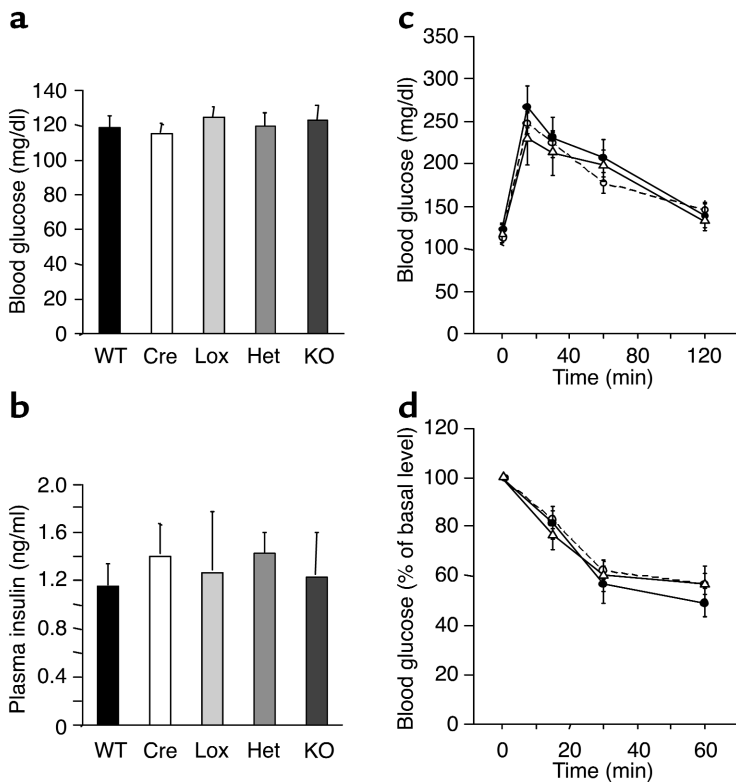 a
Blood glucose (mg/dl)
140
120
100
80
60
40
20
0
WT Cre Lox Het KO
b
Plasma insulin (ng/ml)
2.0
1.6
1.2
0.8
0.4
0
WT Cre Lox Het KO
c
Blood glucose (mg/dl)
350
300
250
200
150
100
50
0
0 40 80 120
Time (min)
d
Blood glucose (% of basal level)
120
100
80
60
40
20
0
0 20 40 60
Time (min)